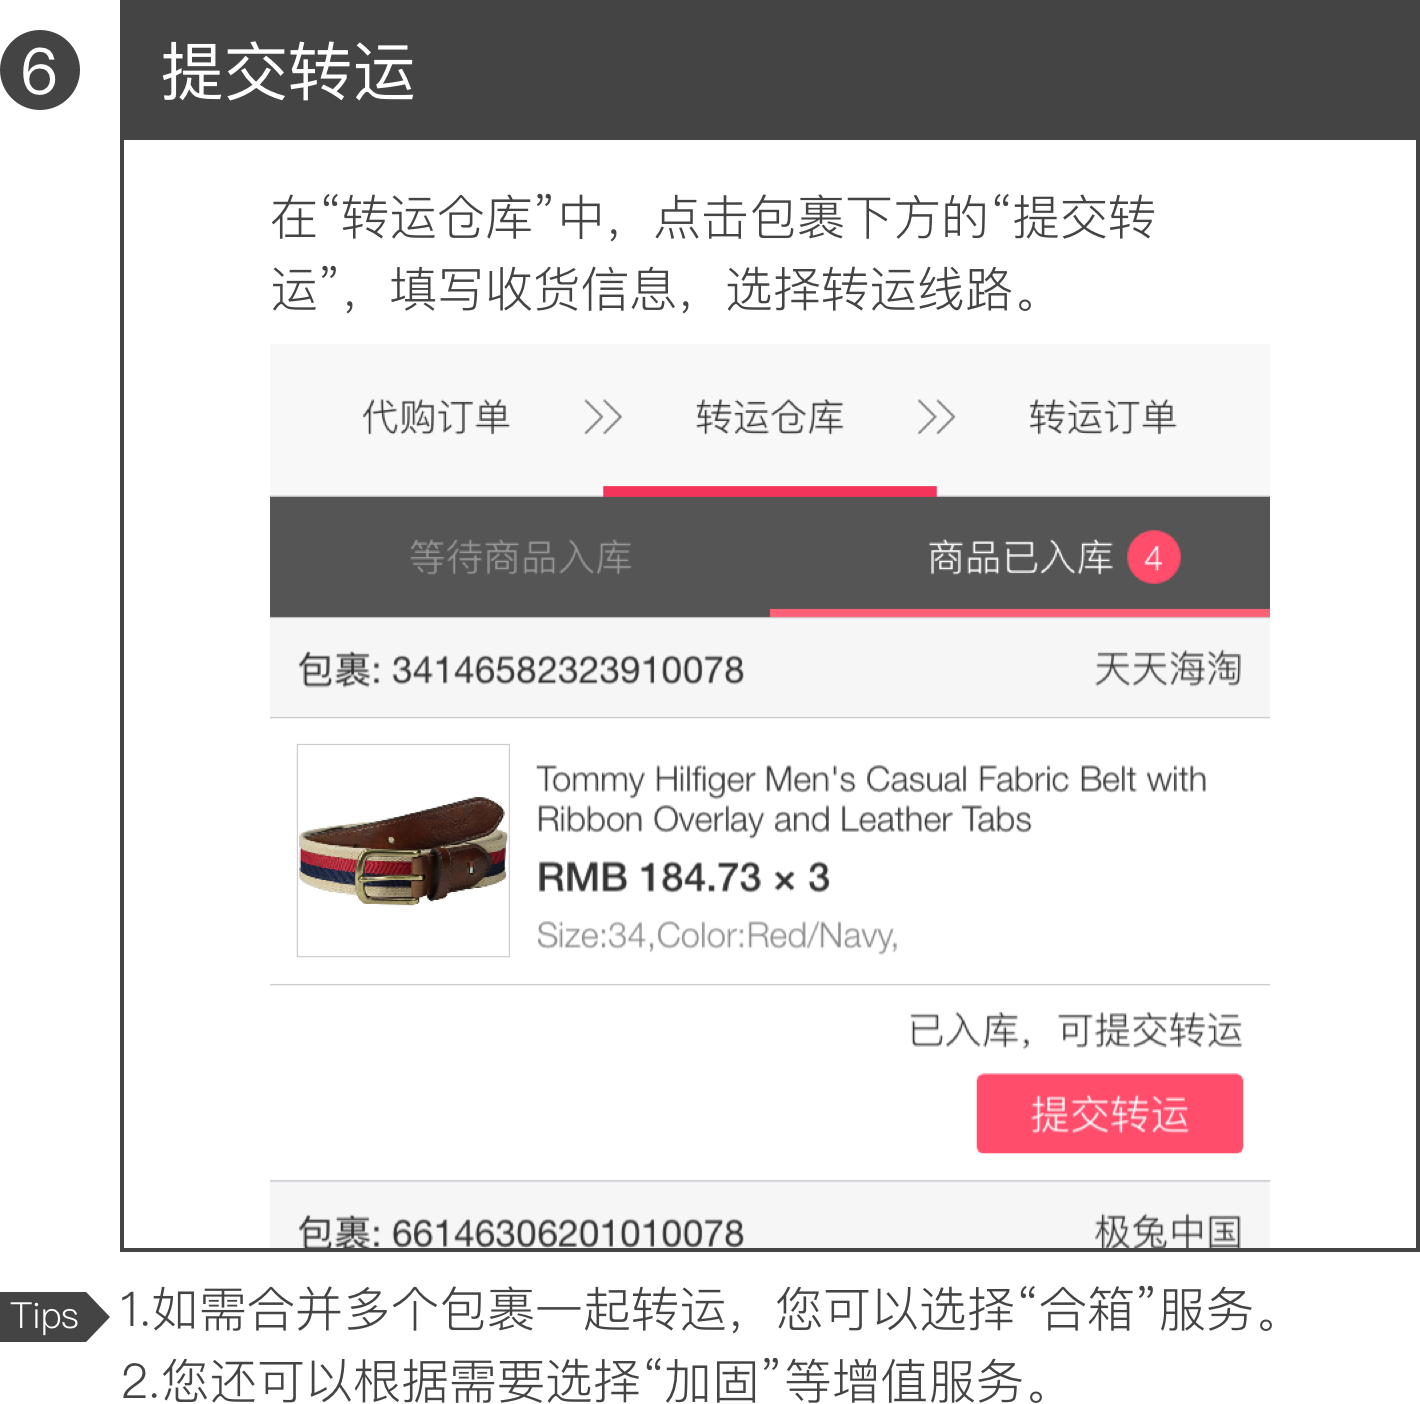 6
提交转运
在“转运仓库”中，点击包裹下方的“提交转
运”，填写收货信息，选择转运线路。
代购订单 转运仓库 转运订单
等待商品入库 商品已入库 4
包裹: 34146582323910078 天天海淘
Tommy Hilfiger Men's Casual Fabric Belt with
Ribbon Overlay and Leather Tabs
RMB 184.73 × 3
Size:34,Color:Red/Navy,
已入库，可提交转运
提交转运
包裹: 66146306201010078 极兔中国
Tips 1.如需合并多个包裹一起转运，您可以选择“合箱”服务。
2.您还可以根据需要选择“加固”等增值服务。